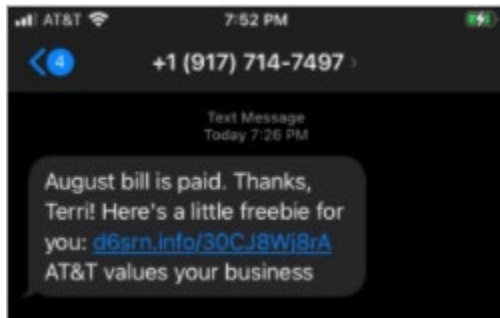 AT&T 7:52 PM
4 +1 (917) 714-7497
Text Message
Today 7:26 PM
August bill is paid. Thanks,
Terri! Here's a little freebie for
you: d6srn.info/30CJ8Wj8rA
AT&T values your business